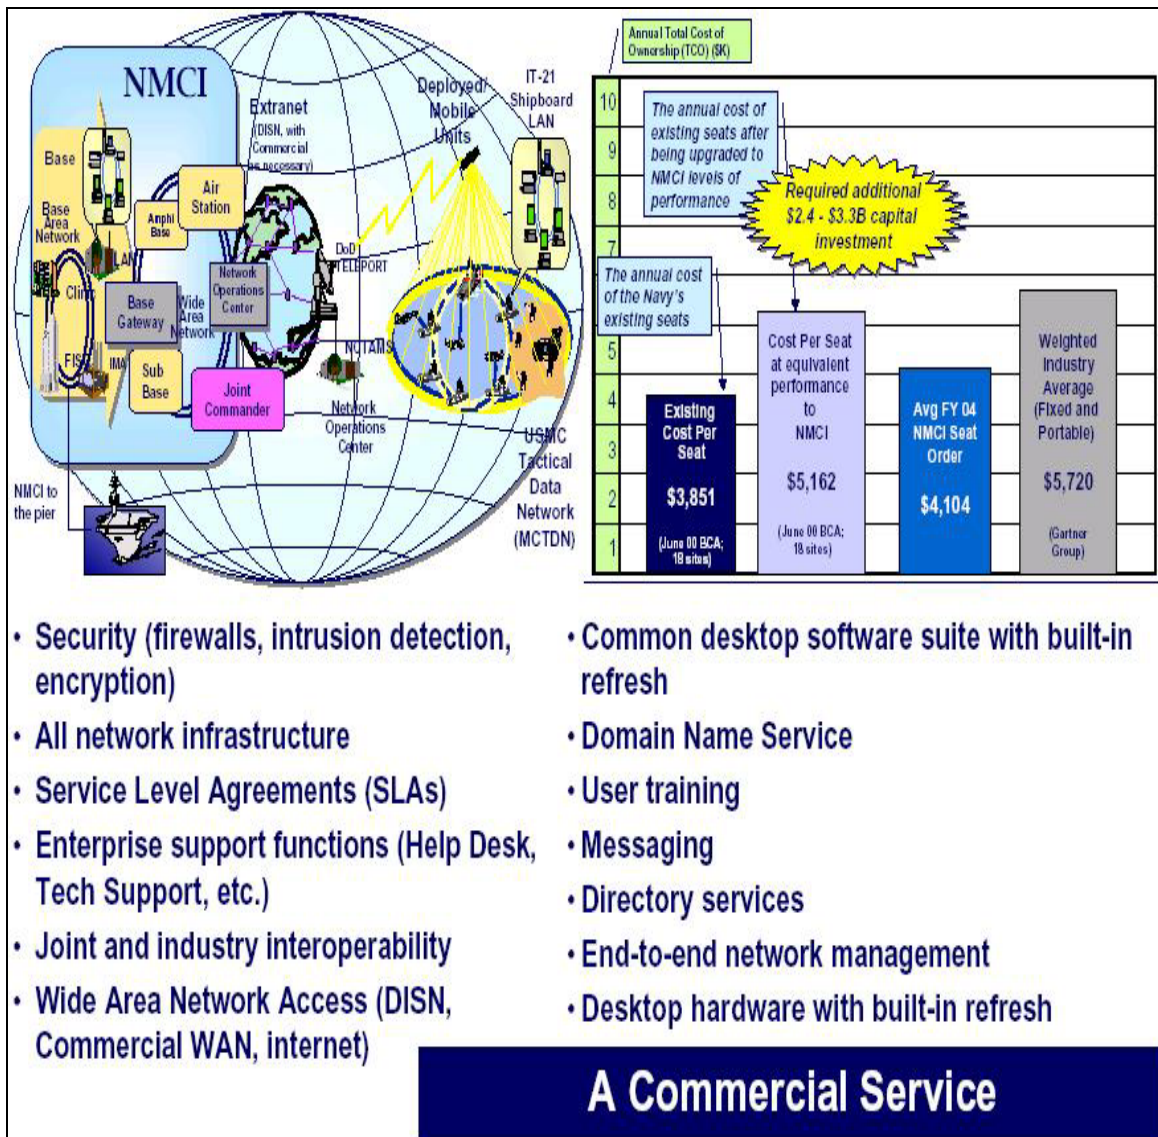 NMCI
Base
Base
Area
Network
LAN
Clinic
Amphi
Base
Air
Station
Base
Gateway
Wide
Area
Network
Network
Operations
Center
IMA
Sub
Base
Joint
Commander
NMCI to
the pier
Extranet
(DISN, with
Commercial
as necessary)
Deployed/
Mobile
Units
IT-21
Shipboard
LAN
DoD
TELEPORT
NCTAMS
Network
Operations
Center
USMC
Tactical
Data
Network
(MCTDN)
Annual Total Cost of
Ownership (TCO) ($K)
10
9
8
7
5
4
3
2
1
The annual cost of
existing seats after
being upgraded to
NMCI levels of
performance
Required additional
$2.4 - $3.3B capital
investment
The annual cost
of the Navy's
existing seats
Existing
Cost Per
Seat
$3,851
(June 00 BCA;
18 sites)
Cost Per Seat
at equivalent
performance
to
NMCI
$5,162
(June 00 BCA;
18 sites)
Avg FY 04
NMCI Seat
Order
$4,104
Weighted
Industry
Average
(Fixed and
Portable)
$5,720
(Gartner
Group)
• Security (firewalls, intrusion detection,
encryption)
• All network infrastructure
• Service Level Agreements (SLAs)
• Enterprise support functions (Help Desk,
Tech Support, etc.)
• Joint and industry interoperability
• Wide Area Network Access (DISN,
Commercial WAN, internet)
• Common desktop software suite with built-in
refresh
• Domain Name Service
• User training
• Messaging
• Directory services
• End-to-end network management
• Desktop hardware with built-in refresh
A Commercial Service